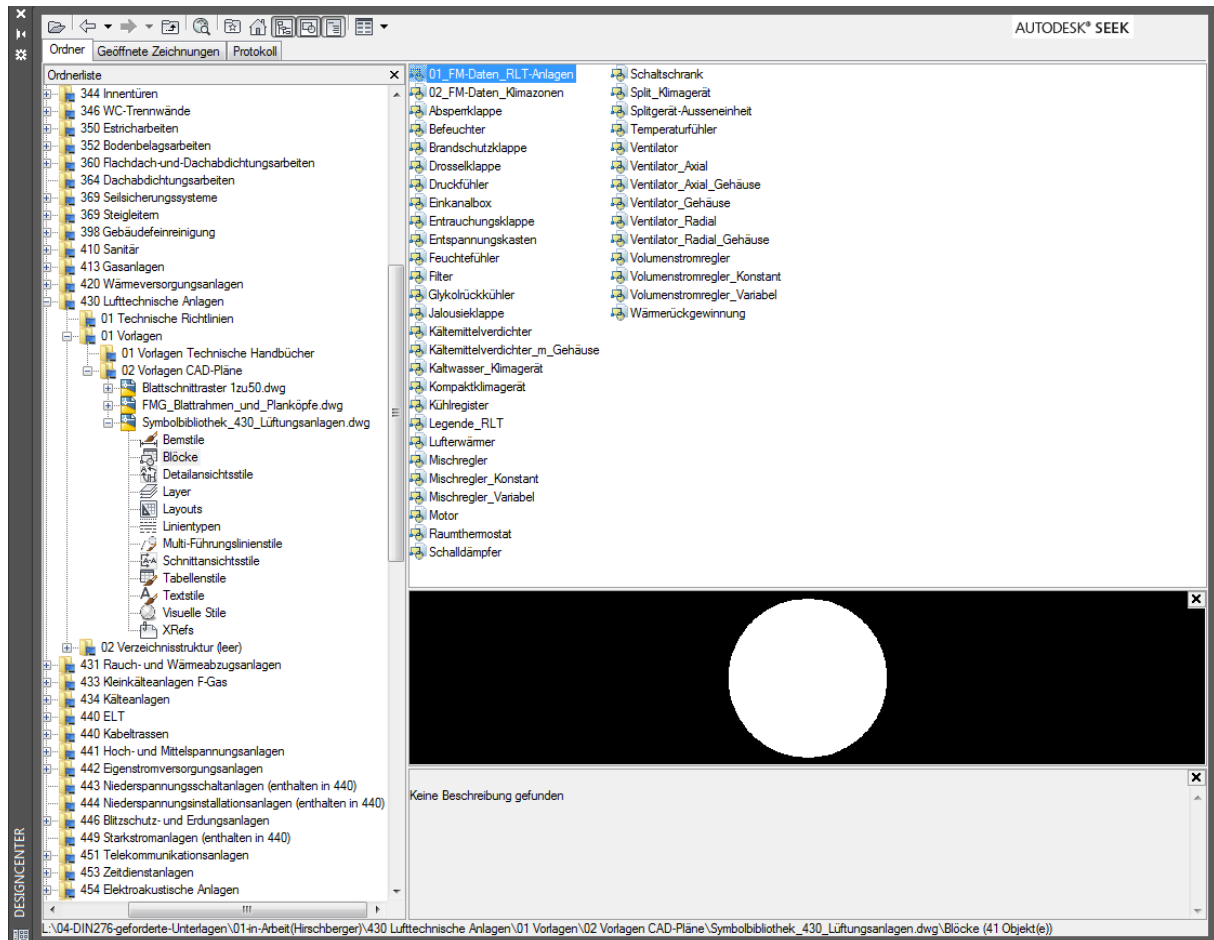 AUTODESK® SEEK
Ordner
Geöffnete Zeichnungen
Protokoll
Ordnerliste
344 Innentüren
346 WC-Trennwände
350 Estricharbeiten
352 Bodenbelagsarbeiten
360 Flachdach-und-Dachabdichtungsarbeiten
364 Dachabdichtungsarbeiten
369 Seilsicherungssysteme
369 Steigleitern
398 Gebäudefeinreinigung
410 Sanitär
413 Gasanlagen
420 Wärmeversorgungsanlagen
430 Lufttechnische Anlagen
01 Technische Richtlinien
01 Vorlagen
01 Vorlagen Technische Handbücher
02 Vorlagen CAD-Pläne
Blattschnittraster 1zu50.dwg
FMG_Blattrahmen_und_Planköpfe.dwg
Symbolbibliothek_430_Lüftungsanlagen.dwg
Bemstile
Blöcke
Detailansichtsstile
Layer
Layouts
Linientypen
Multi-Führungslinienstile
Schnittansichtsstile
Tabellenstile
Textstile
Visuelle Stile
XRefs
02 Verzeichnisstruktur (leer)
431 Rauch- und Wärmeabzugsanlagen
433 Kleinkälteanlagen F-Gas
434 Kälteanlagen
440 ELT
440 Kabeltrassen
441 Hoch- und Mittelspannungsanlagen
442 Eigenstromversorgungsanlagen
443 Niederspannungsschaltanlagen (enthalten in 440)
444 Niederspannungsinstallationsanlagen (enthalten in 440)
446 Blitzschutz- und Erdungsanlagen
449 Starkstromanlagen (enthalten in 440)
451 Telekommunikationsanlagen
453 Zeitdienstanlagen
454 Elektroakustische Anlagen
01_FM-Daten_RLT-Anlagen
02_FM-Daten_Klimazonen
Absperrklappe
Befeuchter
Brandschutzklappe
Drosselklappe
Druckfühler
Einkanalbox
Entrauchungsklappe
Entspannungskasten
Feuchtefühler
Filter
Glykolrückkühler
Jalousieklappe
Kältemittelverdichter
Kältemittelverdichter_m_Gehäuse
Kaltwasser_Klimagerät
Kompaktklimagerät
Kühlregister
Legende_RLT
Lufterwärmer
Mischregler
Mischregler_Konstant
Mischregler_Variabel
Motor
Raumthermostat
Schalldämpfer
Schaltschrank
Split_Klimagerät
Splitgerät-Ausseneinheit
Temperaturfühler
Ventilator
Ventilator_Axial
Ventilator_Axial_Gehäuse
Ventilator_Gehäuse
Ventilator_Radial
Ventilator_Radial_Gehäuse
Volumenstromregler
Volumenstromregler_Konstant
Volumenstromregler_Variabel
Wärmerückgewinnung
Keine Beschreibung gefunden
DESIGNCENTER
L:\04-DIN276-geforderte-Unterlagen\01-in-Arbeit(Hirschberger)\430 Lufttechnische Anlagen\01 Vorlagen\02 Vorlagen CAD-Pläne\Symbolbibliothek_430_Lüftungsanlagen.dwg\Blöcke (41 Objekt(e))